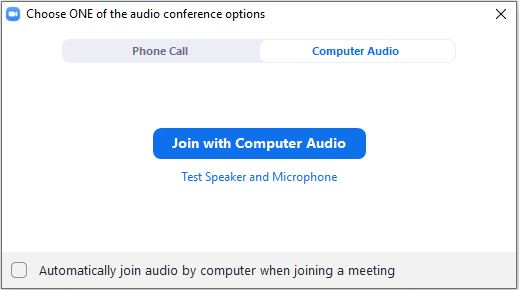 Choose ONE of the audio conference options
Phone Call
Computer Audio
Join with Computer Audio
Test Speaker and Microphone
Automatically join audio by computer when joining a meeting